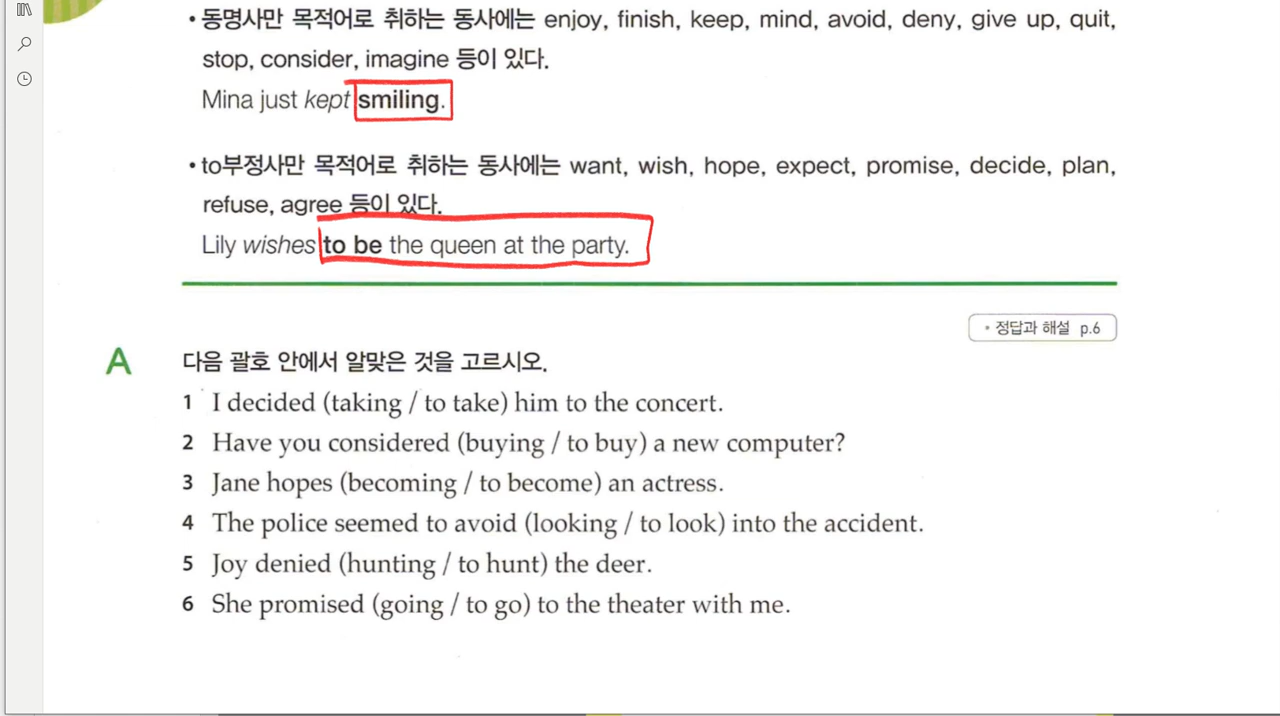 • 동명사만 목적어로 취하는 동사에는 enjoy, finish, keep, mind, avoid, deny, give up, quit,
stop, consider, imagine 등이 있다.
Mina just kept smiling.
• to부정사만 목적어로 취하는 동사에는 want, wish, hope, expect, promise, decide, plan,
refuse, agree 등이 있다.
Lily wishes to be the queen at the party.
• 정답과 해설 p.6
A 다음 괄호 안에서 알맞은 것을 고르시오.
1 I decided (taking / to take) him to the concert.
2 Have you considered (buying / to buy) a new computer?
3 Jane hopes (becoming / to become) an actress.
4 The police seemed to avoid (looking / to look) into the accident.
5 Joy denied (hunting / to hunt) the deer.
6 She promised (going / to go) to the theater with me.